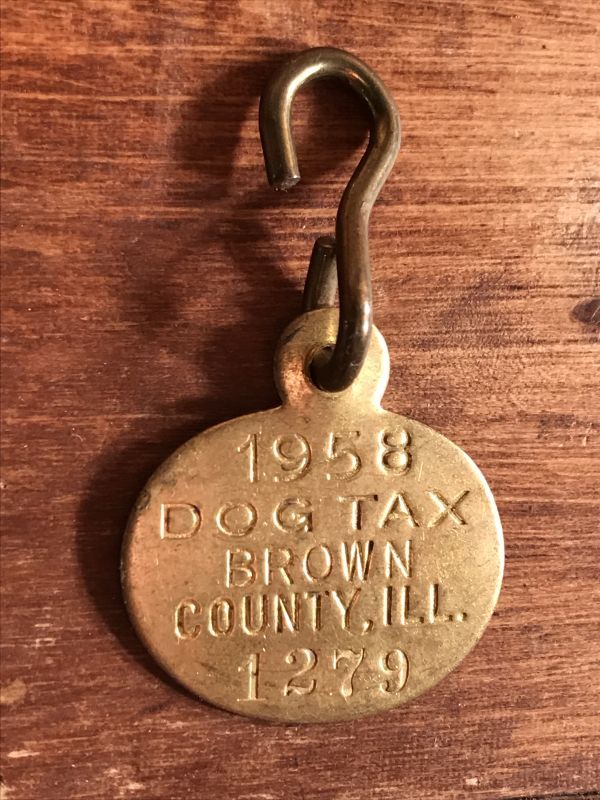 1958
DOG TAX
BROWN
COUNTY, ILL.
1279